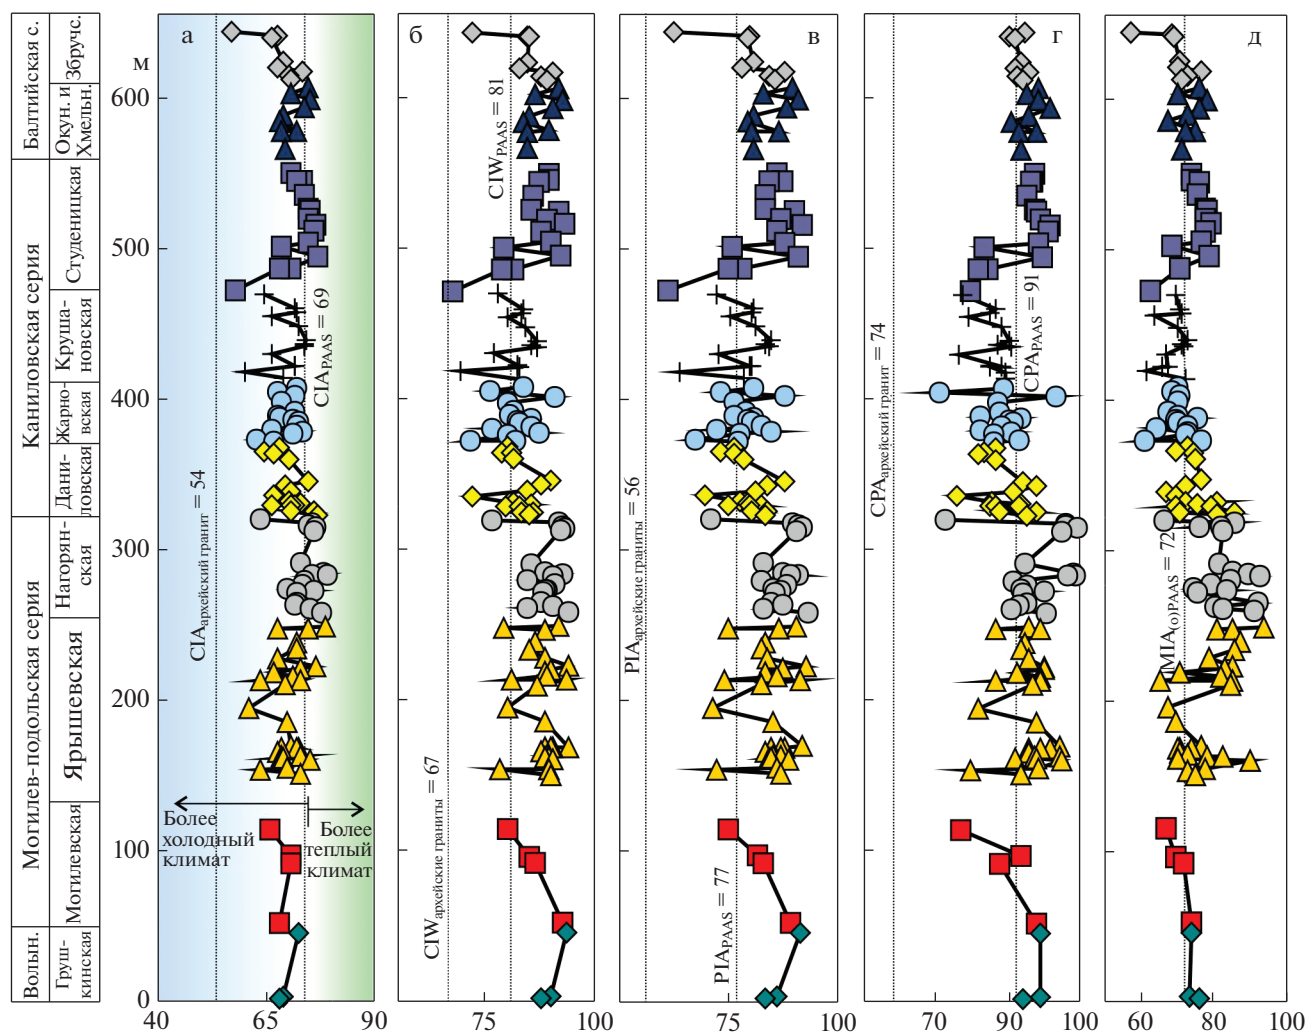 Балтийская с.
Збручс.
Окун. и
Хмельн.
Каниловская серия
Студеницкая
Круша-
новская
Жарно-
вская
Дани-
ловская
Могилев-подольская серия
Нагорян-
ская
Ярышевская
Могилевская
Волын.
Груш-
кинская
м
600
500
400
300
200
100
0
а
CIAPAAS = 69
CIAархейский гранит = 54
Более
холодный
климат
Более
теплый
климат
40
65
90
б
CIWPAAS = 81
CIWархейские граниты = 67
75
100
в
PIAархейские граниты = 56
PIAPAAS = 77
75
100
г
CPAPAAS = 91
CPAархейский гранит = 74
70
90
100
д
MIA(o)PAAS = 72
60
80
100